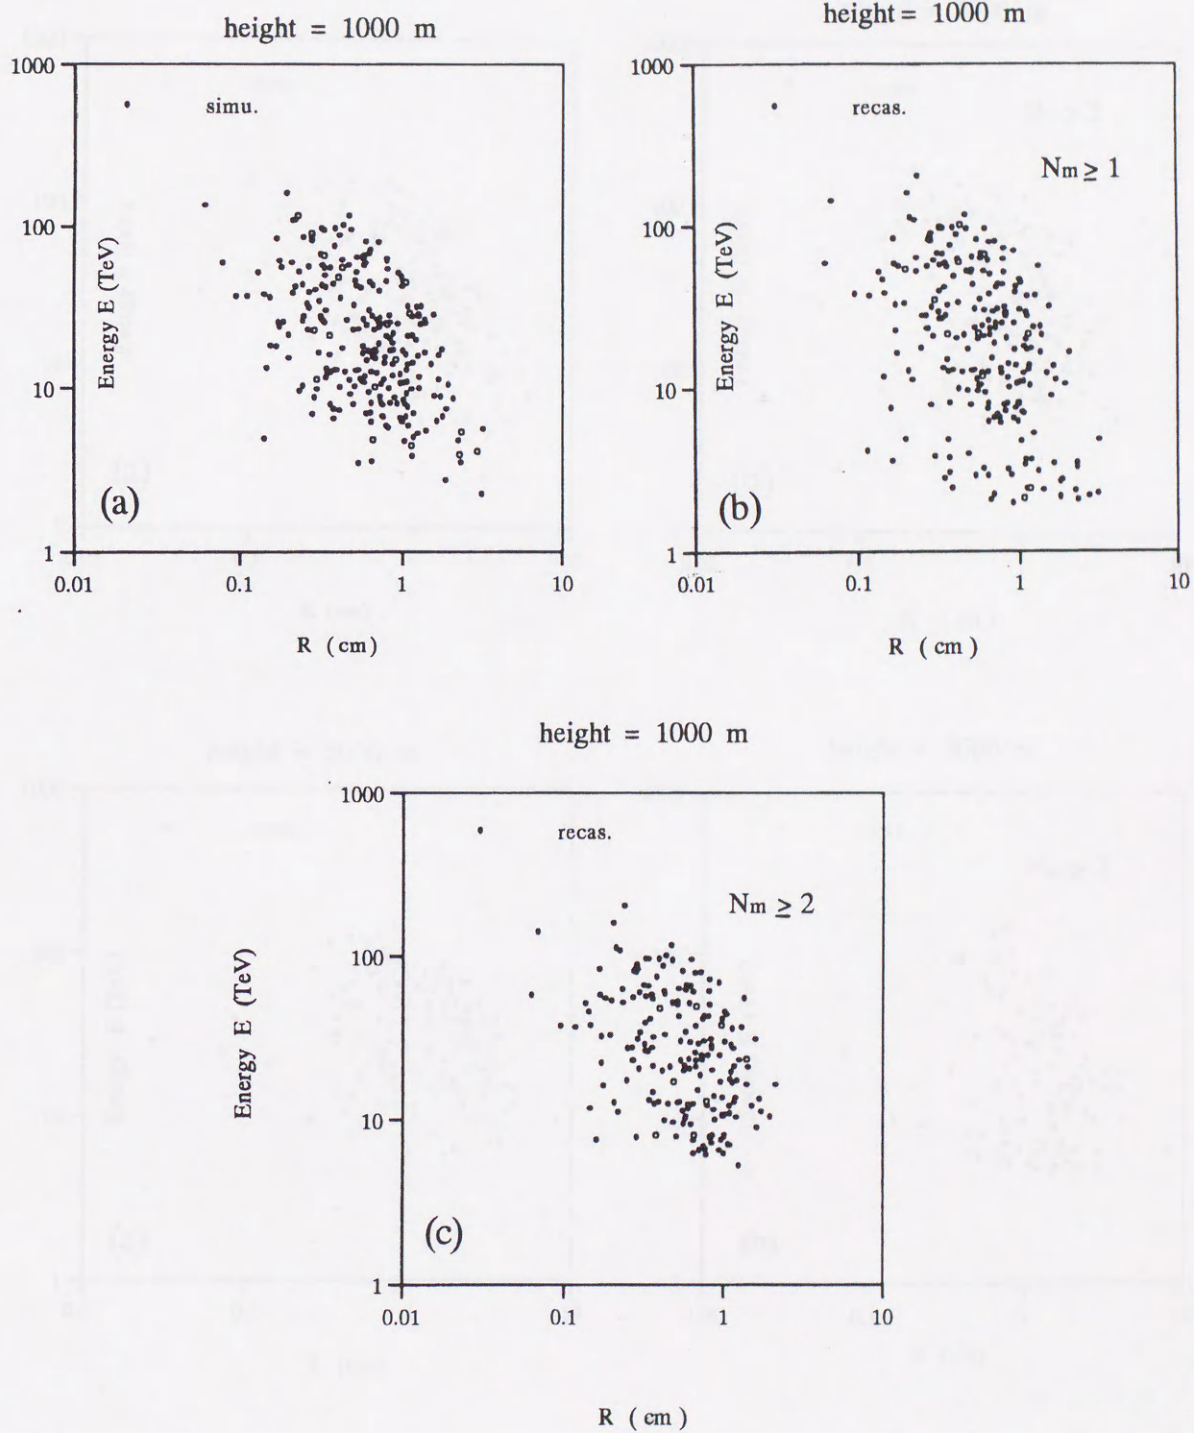 height = 1000 m
1000
simu.
100
Energy E (TeV)
10
(a)
1
0.01
0.1
1
10
R (cm)
height= 1000 m
1000
recas.
Nm ≥ 1
100
Energy E (TeV)
10
(b)
1
0.01
0.1
1
10
R (cm)
height = 1000 m
1000
recas.
Nm ≥ 2
100
Energy E (TeV)
10
(c)
1
0.01
0.1
1
10
R (cm)